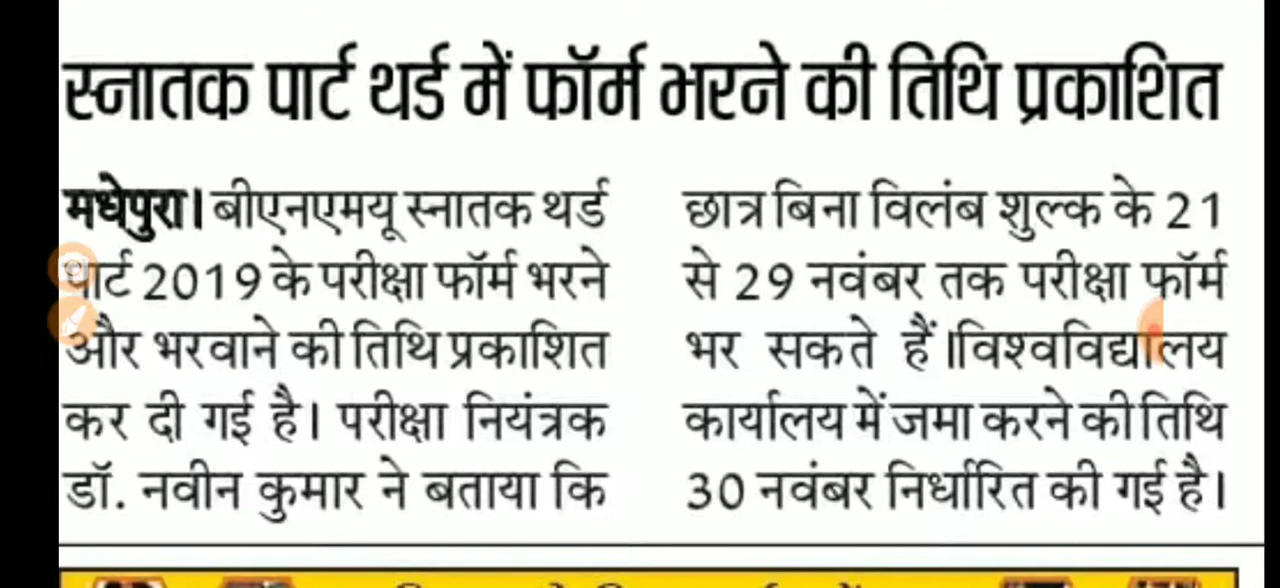 स्नातक पार्ट थर्ड में फॉर्म भरने की तिथि प्रकाशित
मधेपुरा। बीएनएमयू स्नातक थर्ड
पार्ट 2019 के परीक्षा फॉर्म भरने
और भरवाने की तिथि प्रकाशित
कर दी गई है। परीक्षा नियंत्रक
डॉ. नवीन कुमार ने बताया कि
छात्र बिना विलंब शुल्क के 21
से 29 नवंबर तक परीक्षा फॉर्म
भर सकते हैं।विश्वविद्यालय
कार्यालय में जमा करने की तिथि
30 नवंबर निर्धारित की गई है।